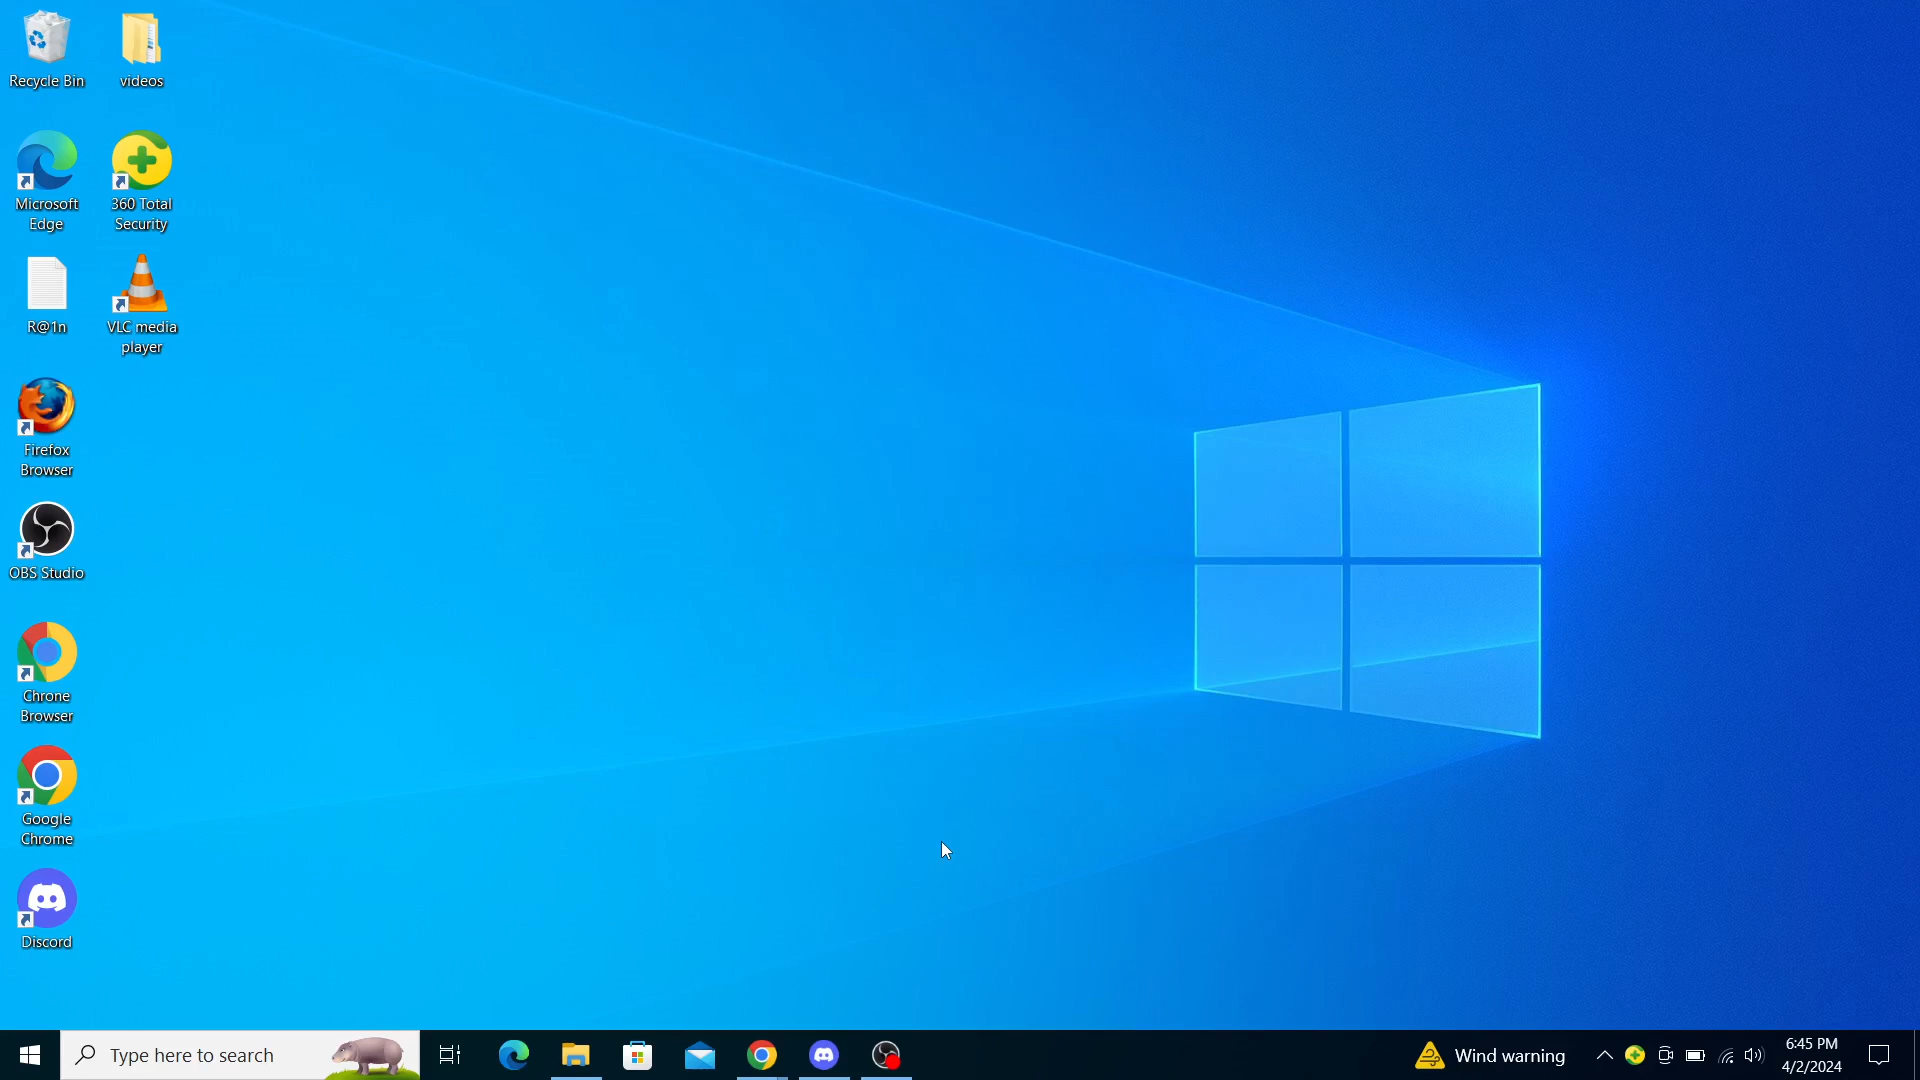 Recycle Bin
videos
Microsoft
Edge
360 Total
Security
R@1n
VLC media
player
Firefox
Browser
OBS Studio
Chrone
Browser
Google
Chrome
Discord
Type here to search
Wind warning
6:45 PM
4/2/2024